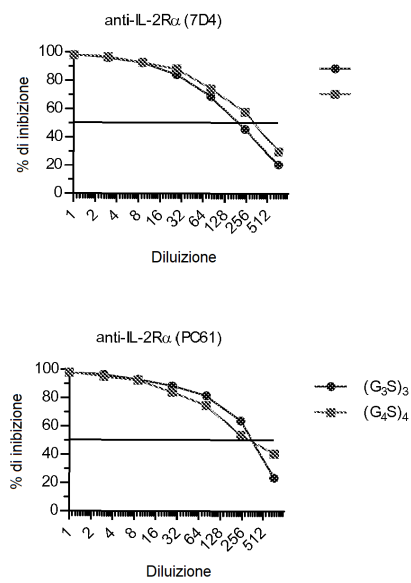 anti-IL-2Rα (7D4)
% di inibizione
100
80
60
40
20
0
1 2 4 8 16 32 64 128 256 512
Diluizione
anti-IL-2Rα (PC61)
% di inibizione
100
80
60
40
20
0
1 2 4 8 16 32 64 128 256 512
Diluizione
(G3S)3
(G4S)4